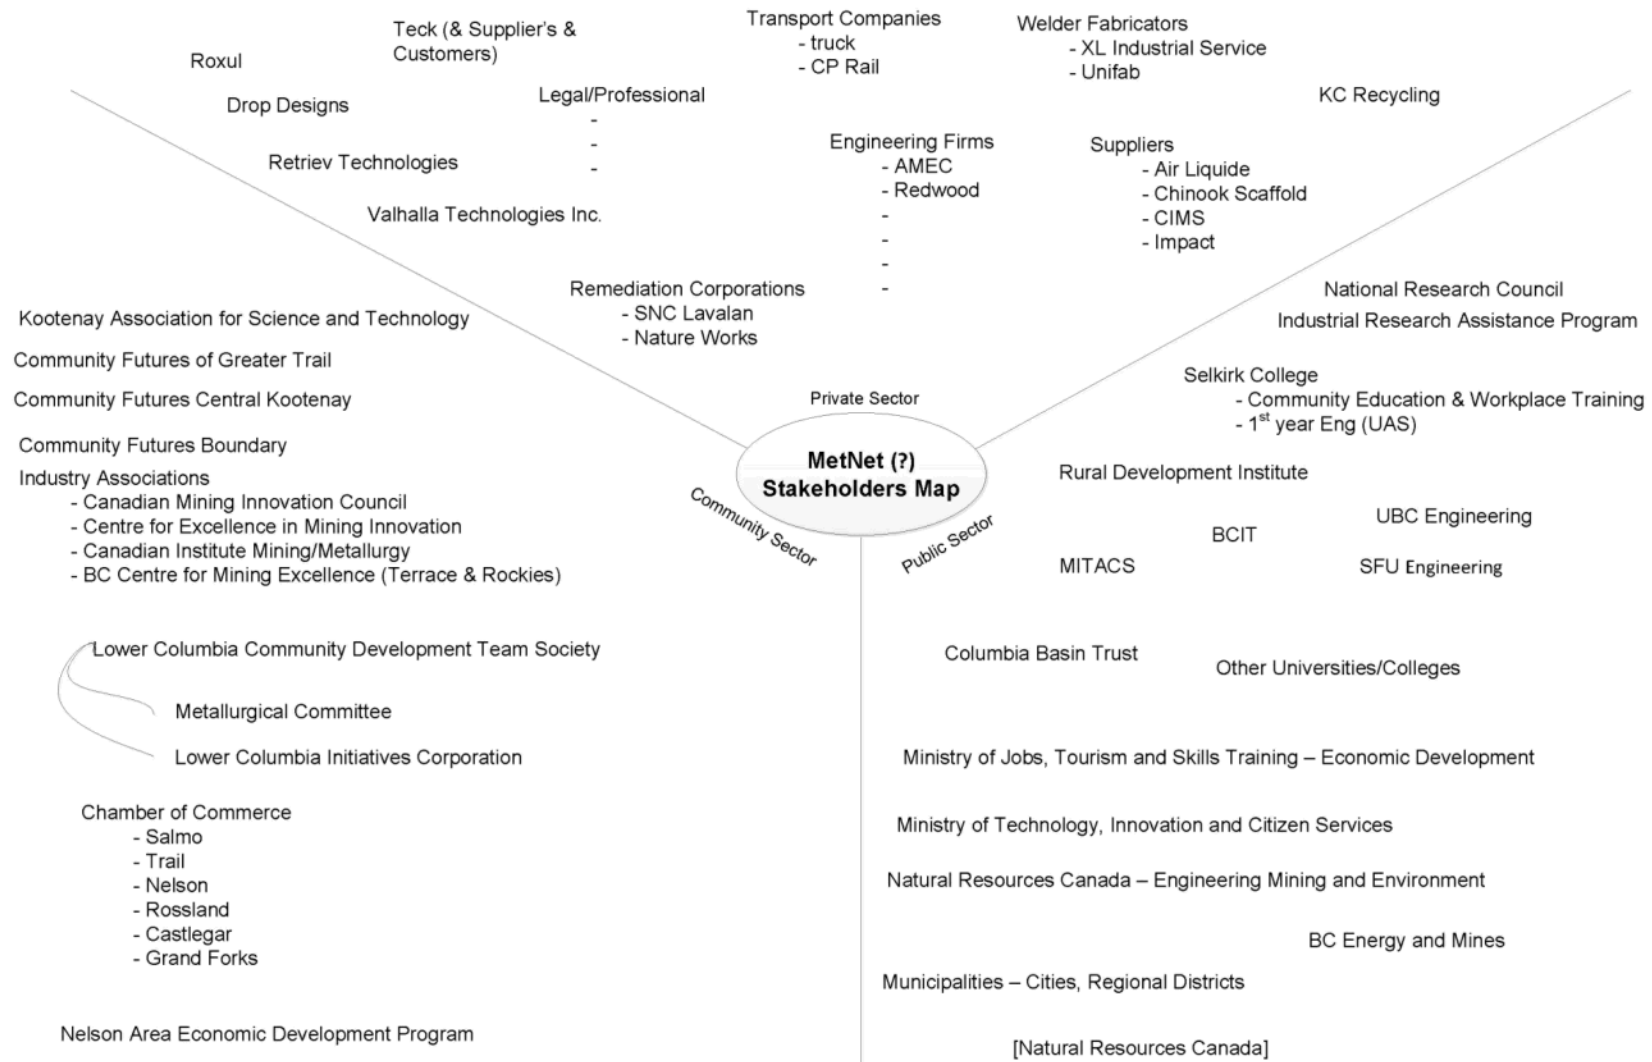 Roxul
Teck (& Supplier's &
Customers)
Transport Companies
- truck
- CP Rail
Welder Fabricators
- XL Industrial Service
- Unifab
Drop Designs
Legal/Professional
-
-
-
KC Recycling
Retriev Technologies
Engineering Firms
- AMEC
- Redwood
-
-
-
-
Suppliers
- Air Liquide
- Chinook Scaffold
- CIMS
- Impact
Valhalla Technologies Inc.
Remediation Corporations
- SNC Lavalan
- Nature Works
Private Sector
MetNet (?)
Stakeholders Map
Community Sector
Public Sector
Kootenay Association for Science and Technology
Community Futures of Greater Trail
Community Futures Central Kootenay
Community Futures Boundary
Industry Associations
- Canadian Mining Innovation Council
- Centre for Excellence in Mining Innovation
- Canadian Institute Mining/Metallurgy
- BC Centre for Mining Excellence (Terrace & Rockies)
Lower Columbia Community Development Team Society
Metallurgical Committee
Lower Columbia Initiatives Corporation
Chamber of Commerce
- Salmo
- Trail
- Nelson
- Rossland
- Castlegar
- Grand Forks
Nelson Area Economic Development Program
National Research Council
Industrial Research Assistance Program
Selkirk College
- Community Education & Workplace Training
- 1st year Eng (UAS)
Rural Development Institute
UBC Engineering
BCIT
MITACS
SFU Engineering
Columbia Basin Trust
Other Universities/Colleges
Ministry of Jobs, Tourism and Skills Training – Economic Development
Ministry of Technology, Innovation and Citizen Services
Natural Resources Canada – Engineering Mining and Environment
BC Energy and Mines
Municipalities – Cities, Regional Districts
[Natural Resources Canada]